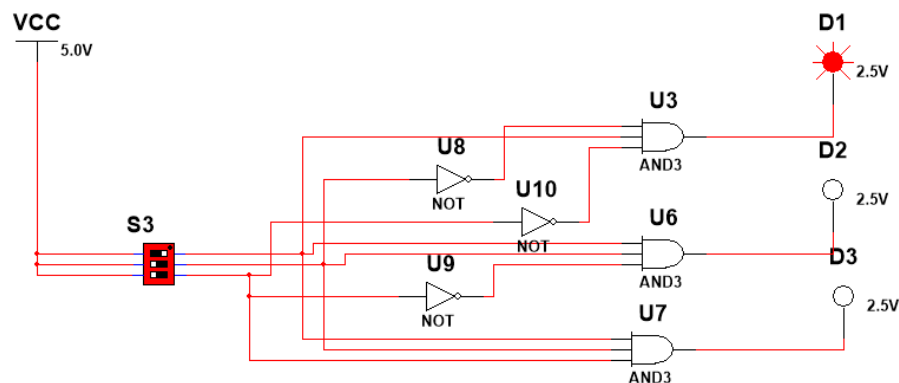 VCC
5.0V
D1
2.5V
U3
AND3
U8
NOT
D2
2.5V
U10
NOT
S3
U6
AND3
D3
2.5V
U9
NOT
U7
AND3